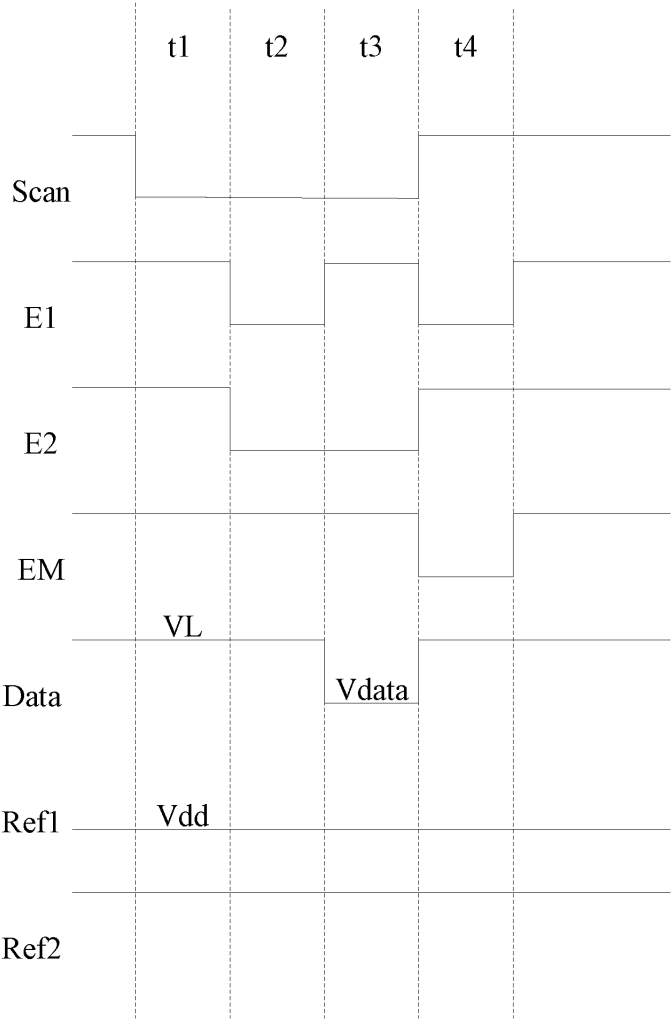 t1 t2 t3 t4
Scan
E1
E2
EM
VL
Data Vdata
Ref1 Vdd
Ref2